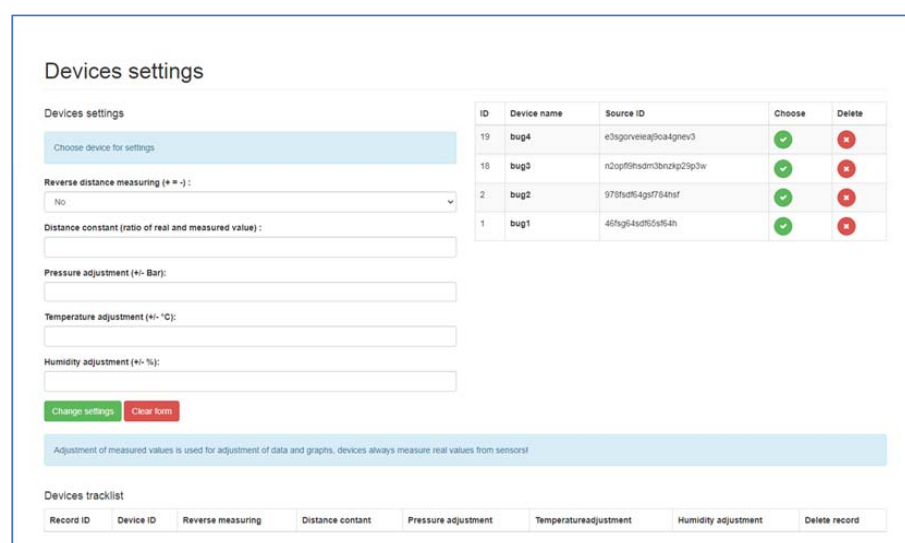 Devices settings
Devices settings
Choose device for settings
Reverse distance measuring (+ = -) :
No
Distance constant (ratio of real and measured value) :
Pressure adjustment (+/- Bar):
Temperature adjustment (+/- °C):
Humidity adjustment (+/- %):
Change settings Clear form
ID Device name Source ID Choose Delete
19 bug4 e3sgorveieaj9oa4gnev3
18 bug3 n2opfl9hsdm3bnzkp29p3w
2 bug2 978fsdf64gsf784hsf
1 bug1 46fsg64sdf65sf64h
Adjustment of measured values is used for adjustment of data and graphs, devices always measure real values from sensors!
Devices tracklist
Record ID Device ID Reverse measuring Distance contant Pressure adjustment Temperatureadjustment Humidity adjustment Delete record